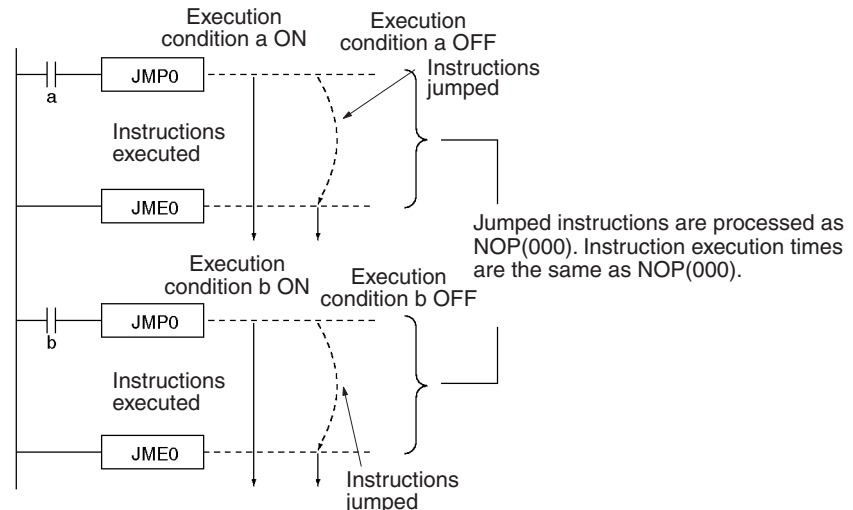 Execution
condition a ON
Execution
condition a OFF
JMP0
a
Instructions
jumped
Instructions
executed
JME0
Jumped instructions are processed as
NOP(000). Instruction execution times
are the same as NOP(000).
Execution
condition b ON
Execution
condition b OFF
JMP0
b
Instructions
executed
JME0
Instructions
jumped